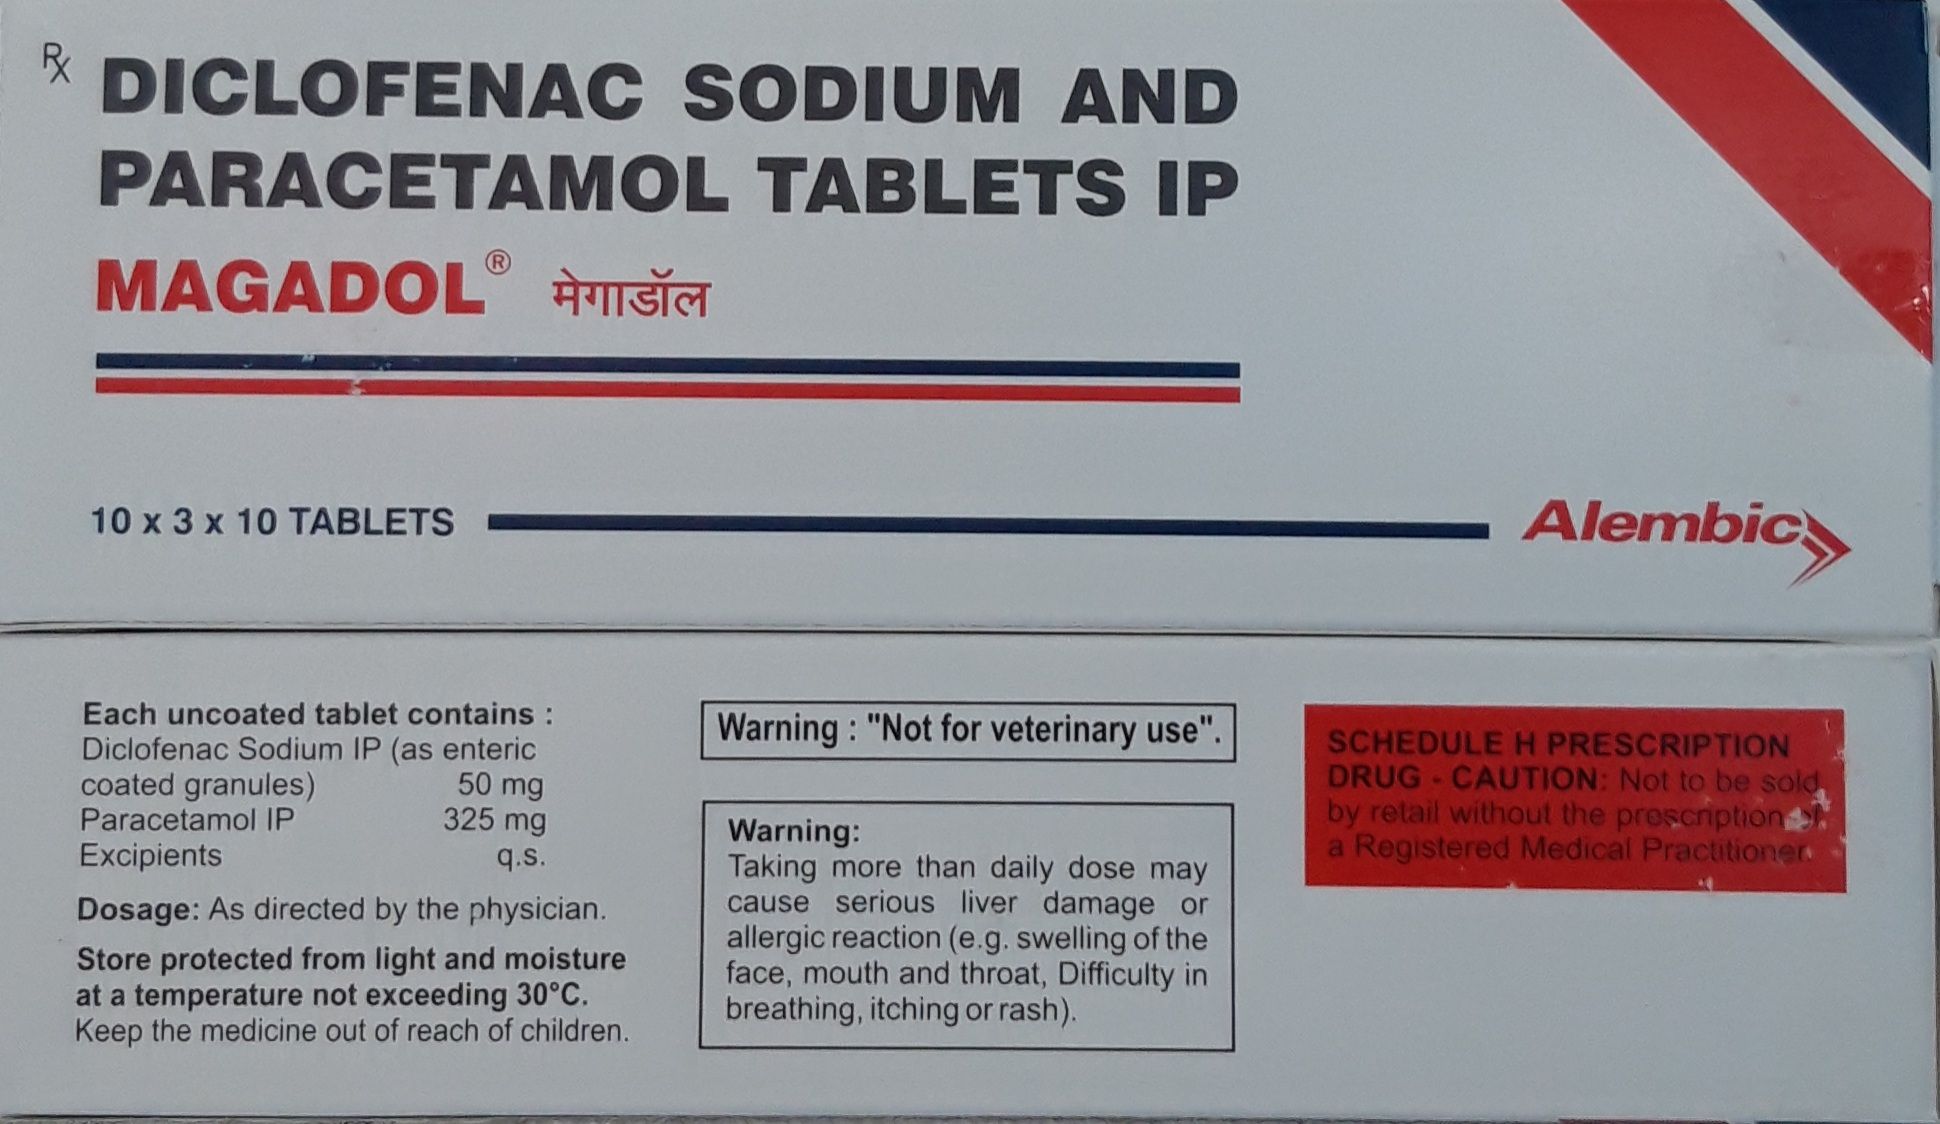 Rx DICLOFENAC SODIUM AND
PARACETAMOL TABLETS IP
MAGADOL® मेगाडॉल
10 x 3 x 10 TABLETS
Alembic
Each uncoated tablet contains :
Diclofenac Sodium IP (as enteric
coated granules) 50 mg
Paracetamol IP 325 mg
Excipients q.s.
Dosage: As directed by the physician.
Store protected from light and moisture
at a temperature not exceeding 30°C.
Keep the medicine out of reach of children.
Warning : "Not for veterinary use".
Warning:
Taking more than daily dose may
cause serious liver damage or
allergic reaction (e.g. swelling of the
face, mouth and throat, Difficulty in
breathing, itching or rash).
SCHEDULE H PRESCRIPTION
DRUG - CAUTION: Not to be sold
by retail without the prescription of
a Registered Medical Practitioner.